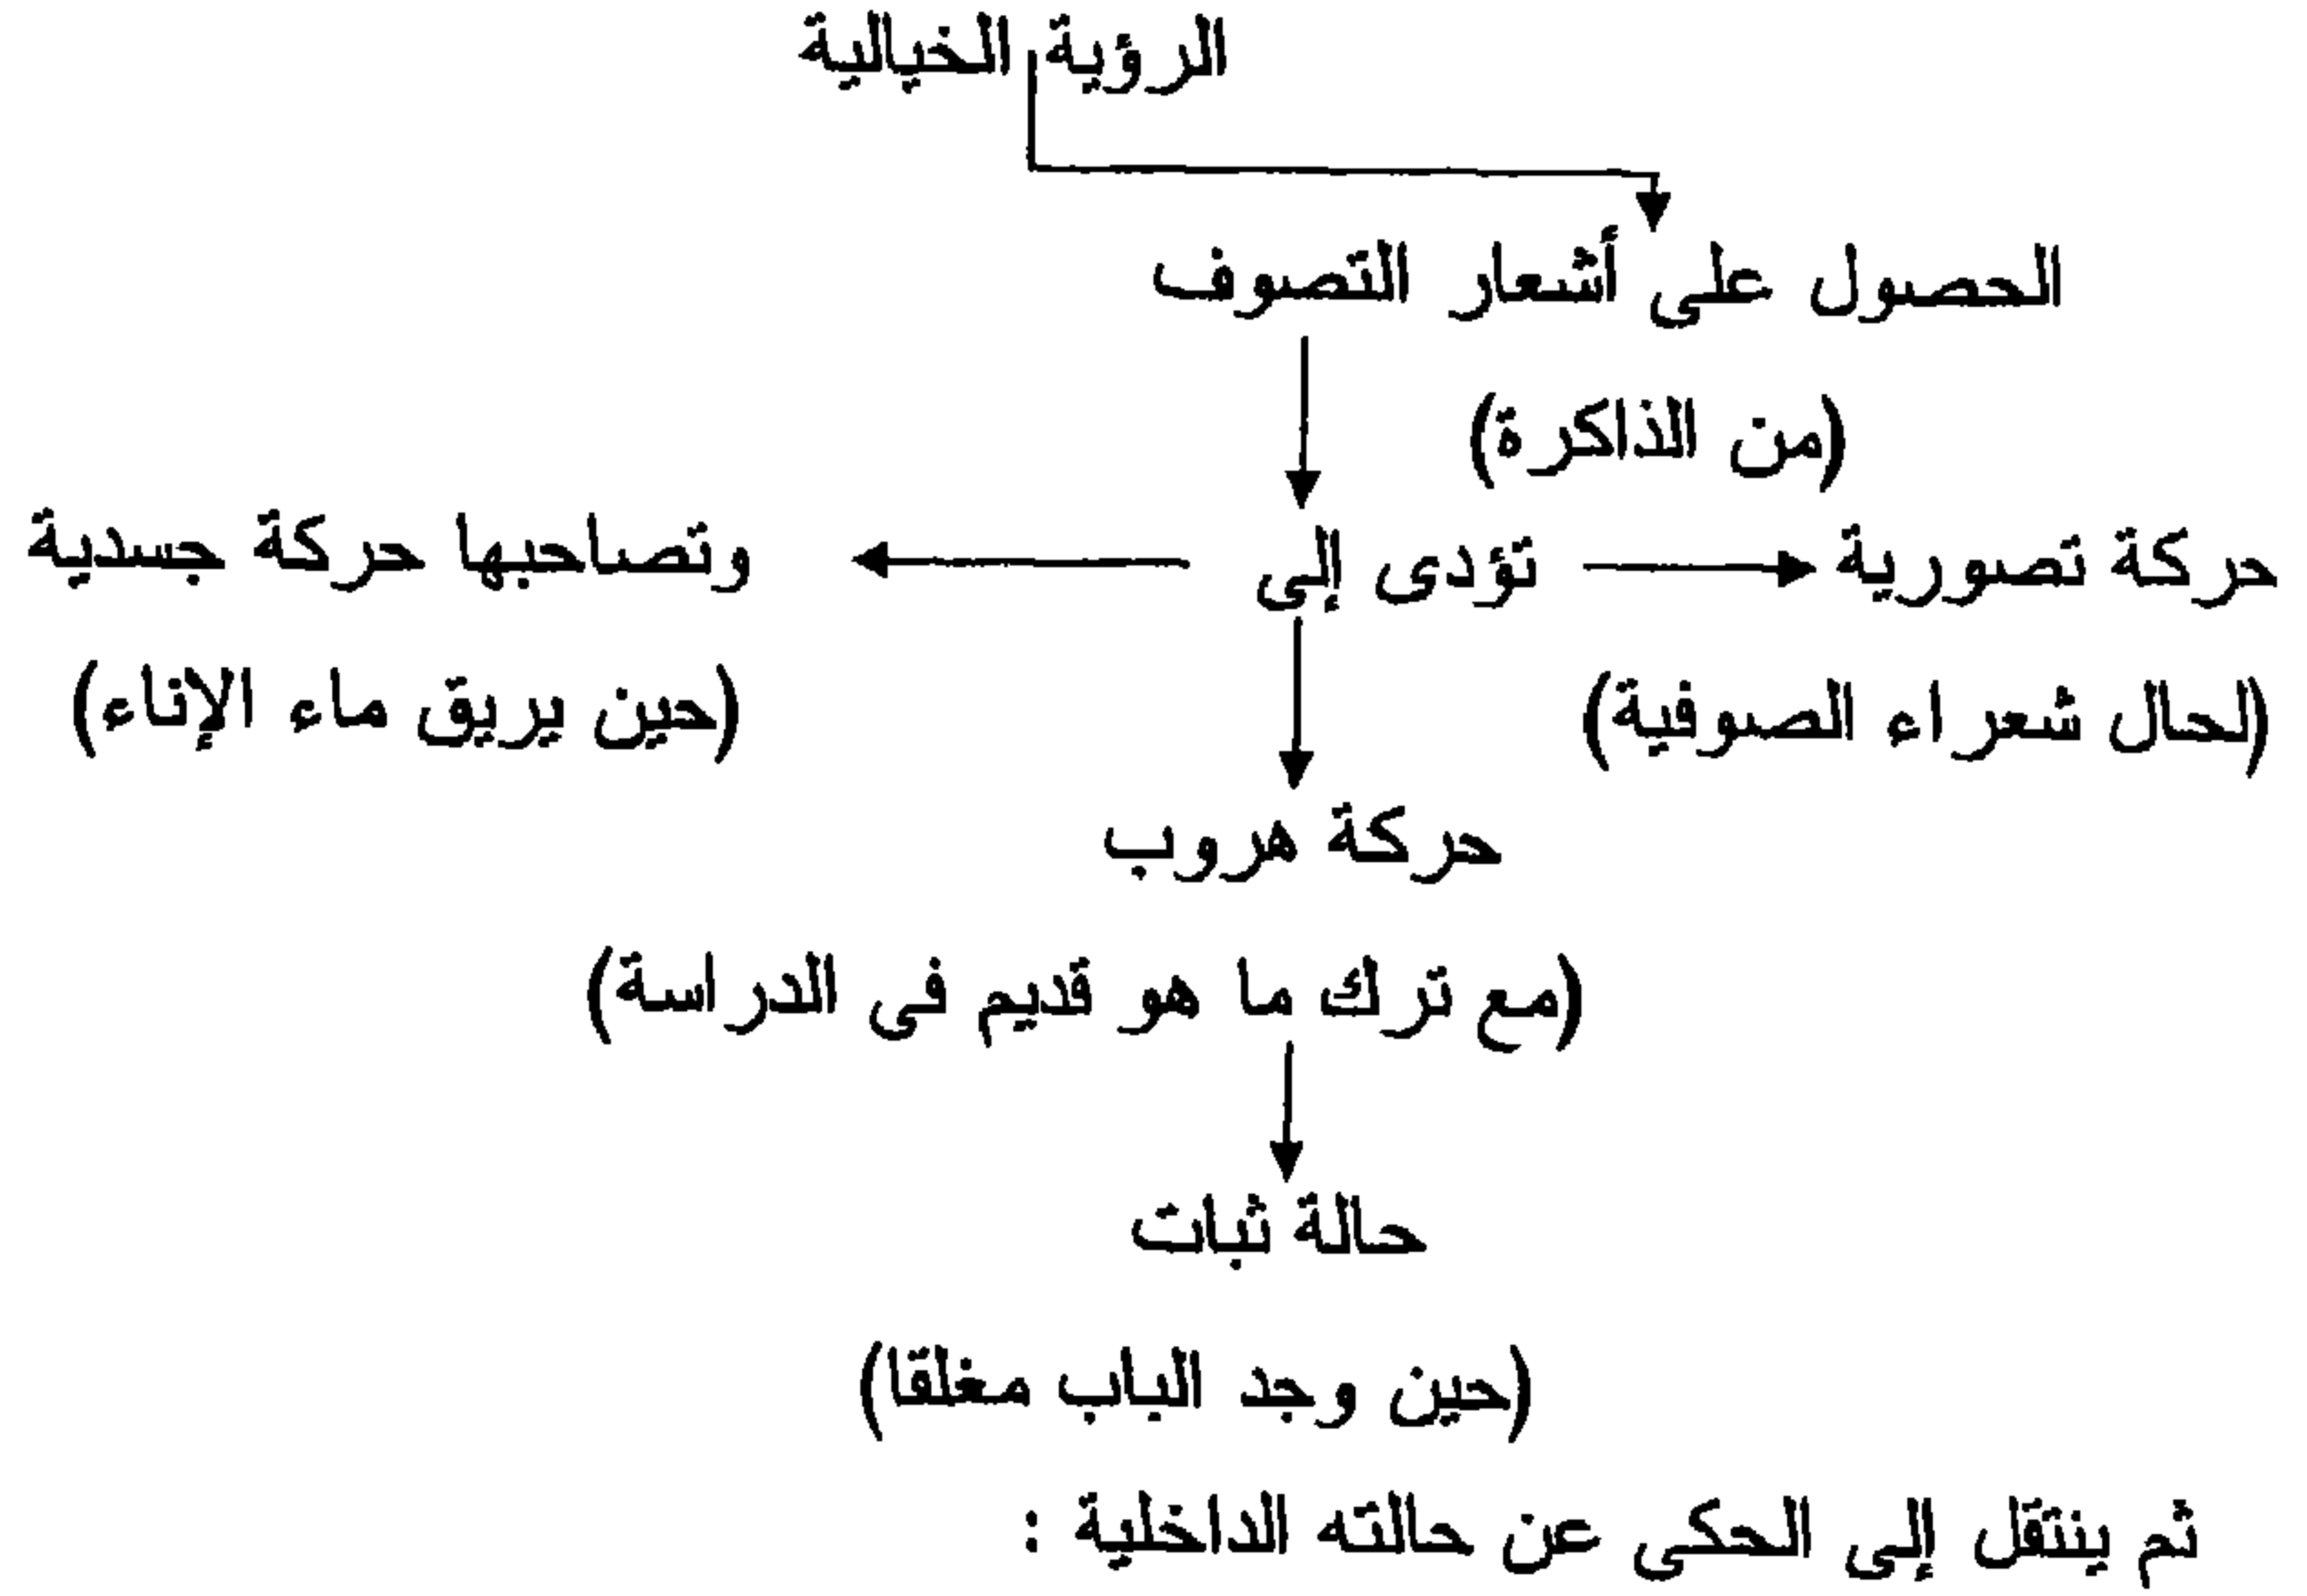 الرؤية الخيالية
الحصول على أشعار التصوف
(من الذاكرة)
حركة تصورية
تؤدى إلى
وتصاحبها حركة جسدية
(لحال شعراء الصوفية)
(حين يريق ماء الإناء)
حركة هروب
(مع ترك ما هو قديم فى الدراسة)
حالة ثبات
(حين وجد الباب مغلقا)
ثم ينتقل إلى الحكى عن حالته الداخلية :